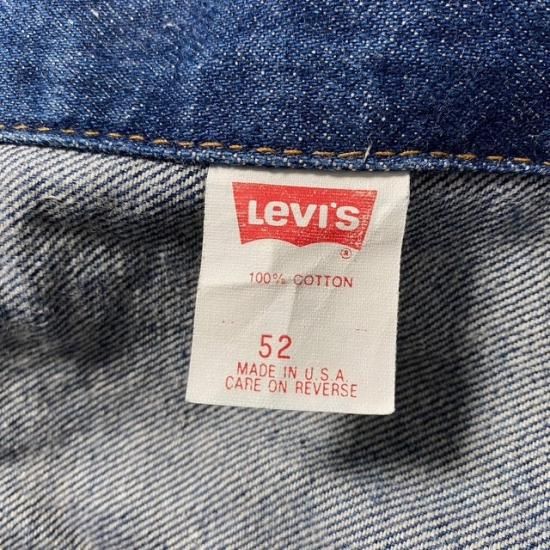 LEVI'S
®
100% COTTON
52
MADE IN U.S.A.
CARE ON REVERSE